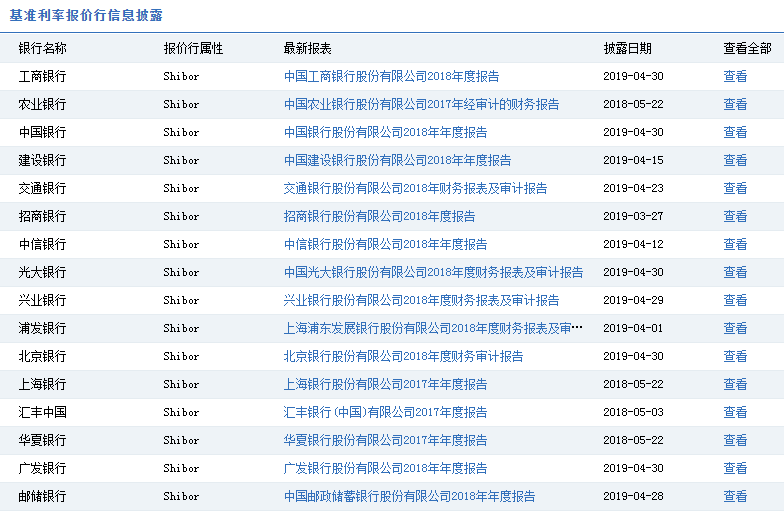 基准利率报价行信息披露
银行名称 报价行属性 最新报表 披露日期 查看全部
工商银行 Shibor 中国工商银行股份有限公司2018年度报告 2019-04-30 查看
农业银行 Shibor 中国农业银行股份有限公司2017年经审计的财务报告 2018-05-22 查看
中国银行 Shibor 中国银行股份有限公司2018年年度报告 2019-04-30 查看
建设银行 Shibor 中国建设银行股份有限公司2018年年度报告 2019-04-15 查看
交通银行 Shibor 交通银行股份有限公司2018年财务报表及审计报告 2019-04-23 查看
招商银行 Shibor 招商银行股份有限公司2018年度报告 2019-03-27 查看
中信银行 Shibor 中信银行股份有限公司2018年年度报告 2019-04-12 查看
光大银行 Shibor 中国光大银行股份有限公司2018年度财务报表及审计报告 2019-04-30 查看
兴业银行 Shibor 兴业银行股份有限公司2018年度财务报表及审计报告 2019-04-29 查看
浦发银行 Shibor 上海浦东发展银行股份有限公司2018年度财务报表及审… 2019-04-01 查看
北京银行 Shibor 北京银行股份有限公司2018年度财务审计报告 2019-04-30 查看
上海银行 Shibor 上海银行股份有限公司2017年年度报告 2018-05-22 查看
汇丰中国 Shibor 汇丰银行(中国)有限公司2017年度报告 2018-05-03 查看
华夏银行 Shibor 华夏银行股份有限公司2017年年度报告 2018-05-22 查看
广发银行 Shibor 广发银行股份有限公司2018年年度报告 2019-04-30 查看
邮储银行 Shibor 中国邮政储蓄银行股份有限公司2018年年度报告 2019-04-28 查看